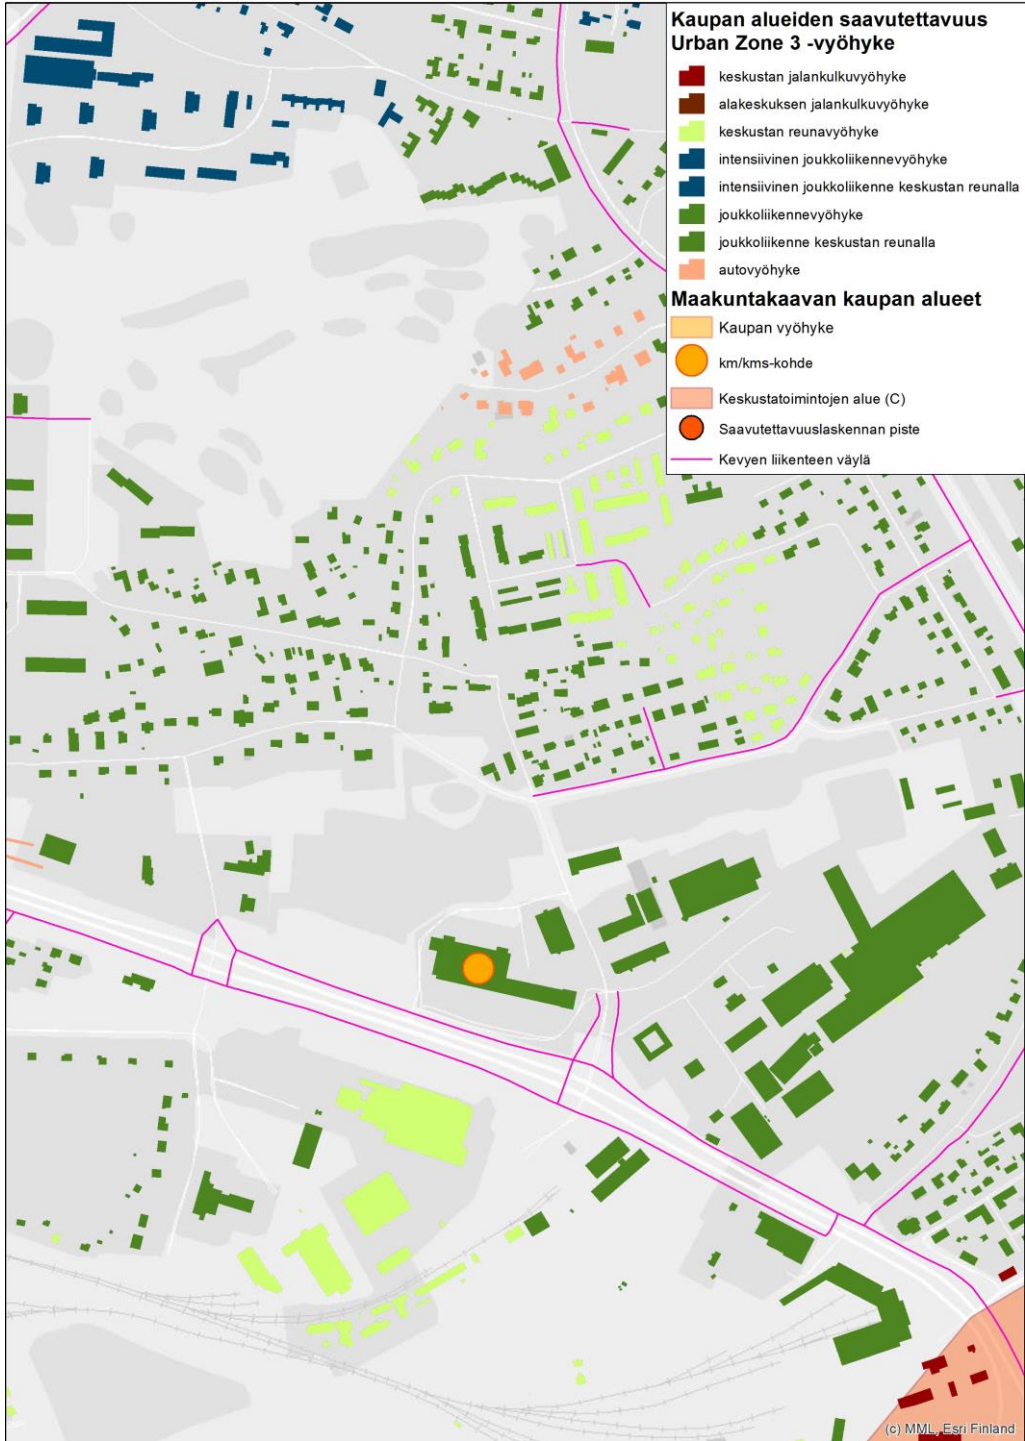 Kaupan alueiden saavutettavuus
Urban Zone 3 -vyöhyke
keskustan jalankulkuvyöhyke
alakeskuksen jalankulkuvyöhyke
keskustan reunavyöhyke
intensiivinen joukkoliikennevyöhyke
intensiivinen joukkoliikenne keskustan reunalla
joukkoliikennevyöhyke
joukkoliikenne keskustan reunalla
autovyöhyke
Maakuntakaavan kaupan alueet
Kaupan vyöhyke
km/kms-kohde
Keskustatoimintojen alue (C)
Saavutettavuuslaskennan piste
Kevyen liikenteen väylä
(c) MML, Esri Finland